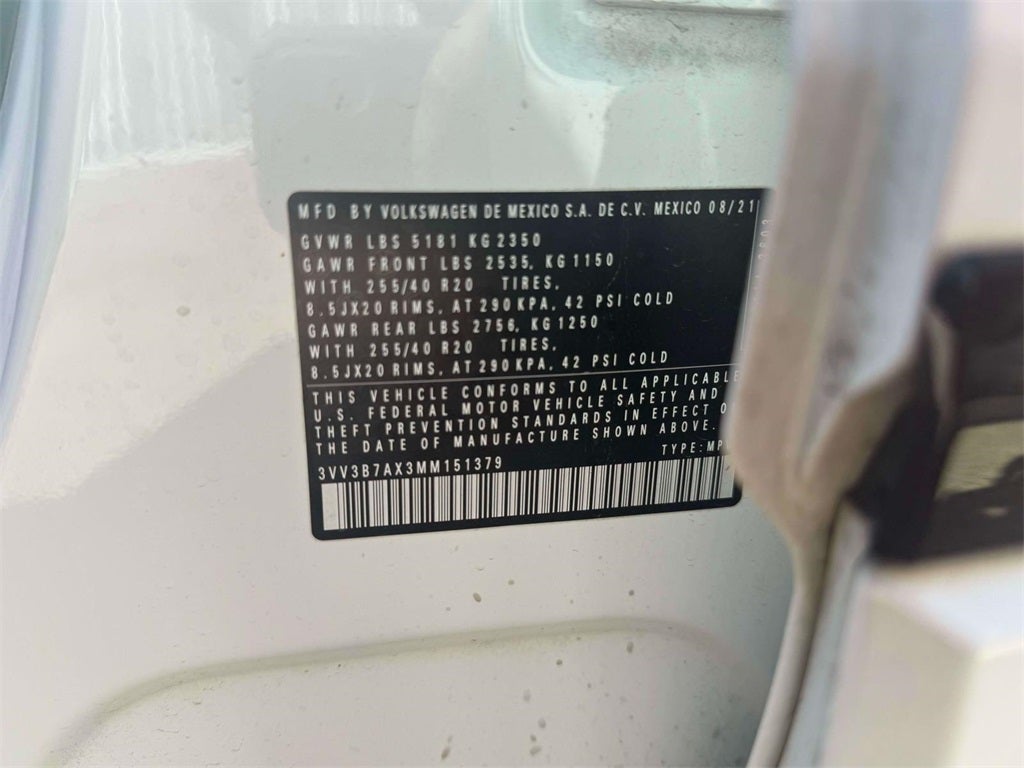 MFD BY VOLKSWAGEN DE MEXICO S.A. DE C.V. MEXICO 08/21
GVWR LBS 5181 KG 2350
GAWR FRONT LBS 2535, KG 1150
WITH 255/40 R20 TIRES,
8.5JX20 RIMS, AT 290 KPA, 42 PSI COLD
GAWR REAR LBS 2756, KG 1250
WITH 255/40 R20 TIRES,
8.5JX20 RIMS, AT 290 KPA, 42 PSI COLD
THIS VEHICLE CONFORMS TO ALL APPLICABLE
U.S. FEDERAL MOTOR VEHICLE SAFETY AND
THEFT PREVENTION STANDARDS IN EFFECT
THE DATE OF MANUFACTURE SHOWN ABOVE.
TYPE:
3VV3B7AX3MM151379